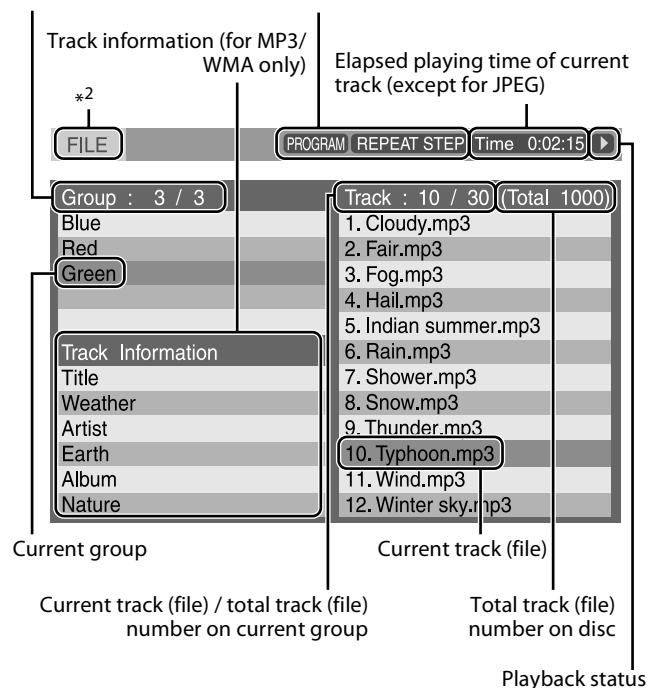 Track information (for MP3/
WMA only)
Elapsed playing time of current
track (except for JPEG)
*2
FILE
PROGRAM REPEAT STEP Time 0:02:15
Group : 3 / 3
Blue
Red
Green
Track Information
Title
Weather
Artist
Earth
Album
Nature
Track : 10 / 30 (Total 1000)
1. Cloudy.mp3
2. Fair.mp3
3. Fog.mp3
4. Hail.mp3
5. Indian summer.mp3
6. Rain.mp3
7. Shower.mp3
8. Snow.mp3
9. Thunder.mp3
10. Typhoon.mp3
11. Wind.mp3
12. Winter sky.mp3
Current group
Current track (file)
Current track (file) / total track (file)
number on current group
Total track (file)
number on disc
Playback status